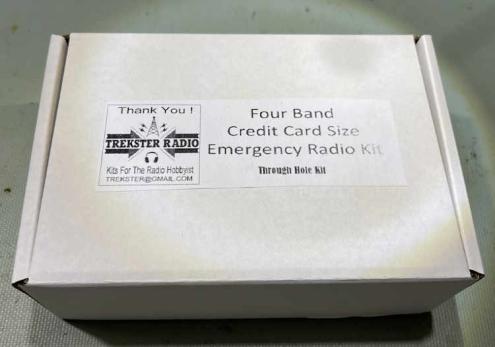 Thank You !
TREKSTER RADIO
Kits For The Radio Hobbyist
TREKSTER@GMAIL.COM
Four Band
Credit Card Size
Emergency Radio Kit
Through Hole Kit